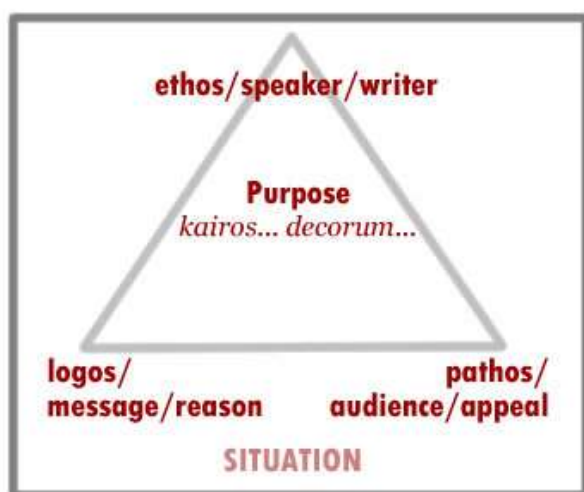 ethos/speaker/writer
Purpose
kairos... decorum...
logos/
message/reason
pathos/
audience/appeal
SITUATION